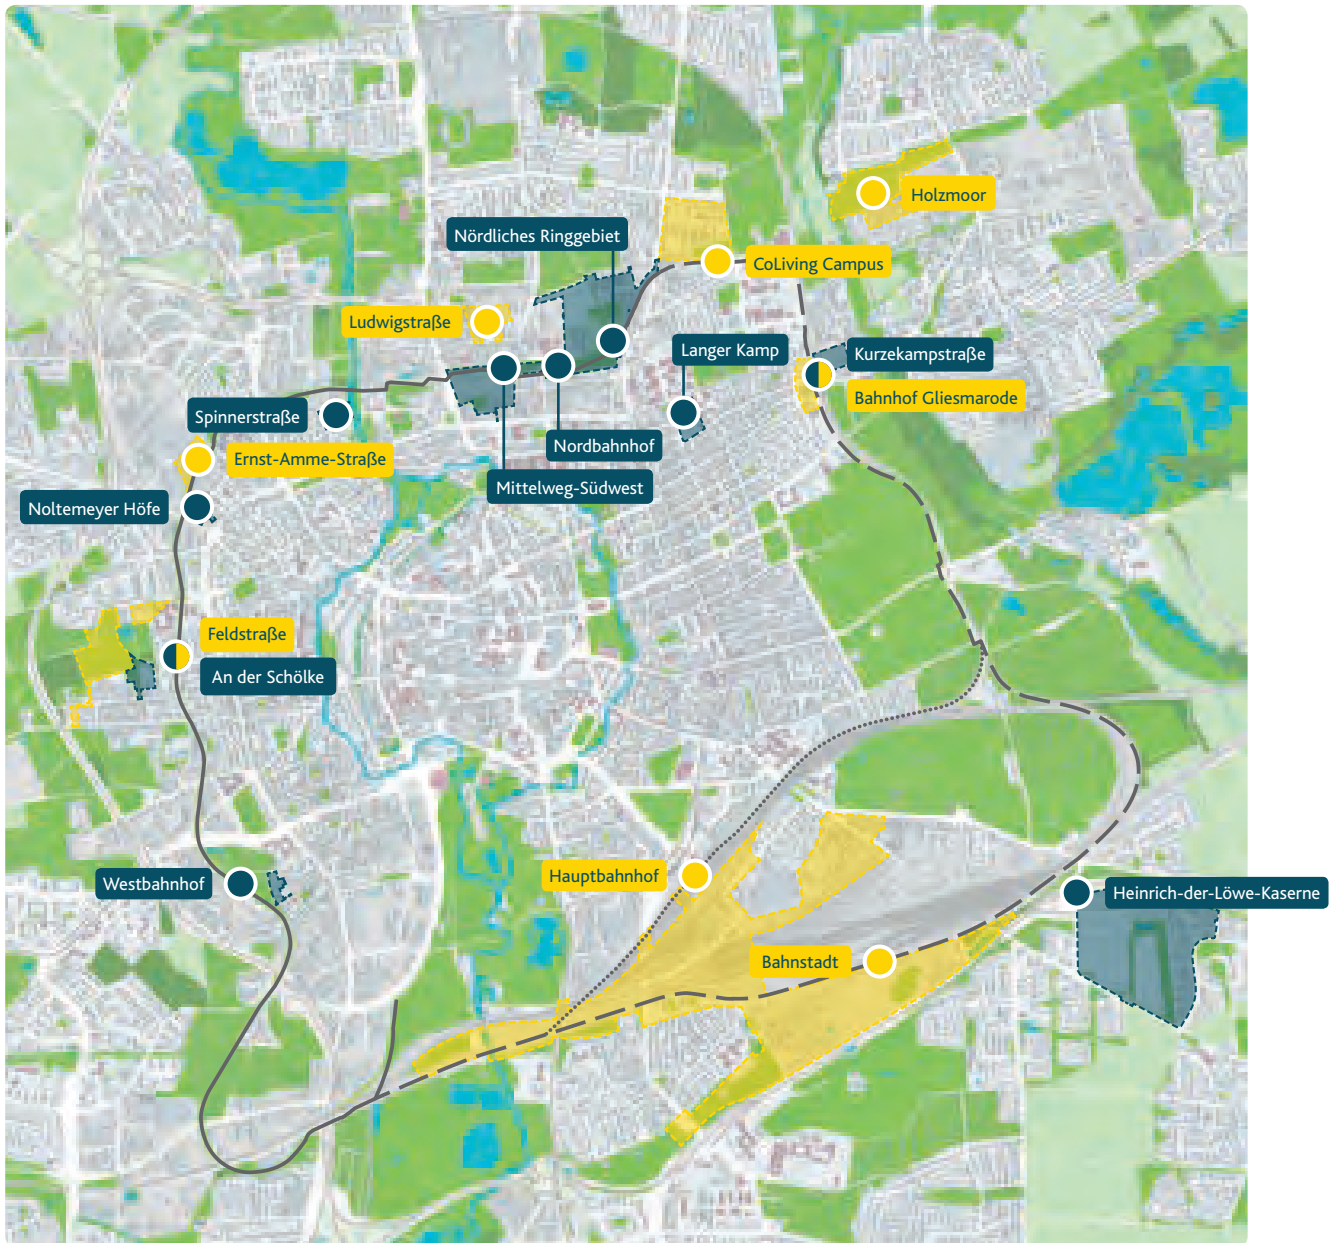 Holzmoor
Nördliches Ringgebiet
CoLiving Campus
Ludwigstraße
Langer Kamp
Kurzekampstraße
Bahnhof Gliesmarode
Spinnerstraße
Nordbahnhof
Ernst-Amme-Straße
Mittelweg-Südwest
Noltemeyer Höfe
Feldstraße
An der Schölke
Hauptbahnhof
Westbahnhof
Heinrich-der-Löwe-Kaserne
Bahnstadt